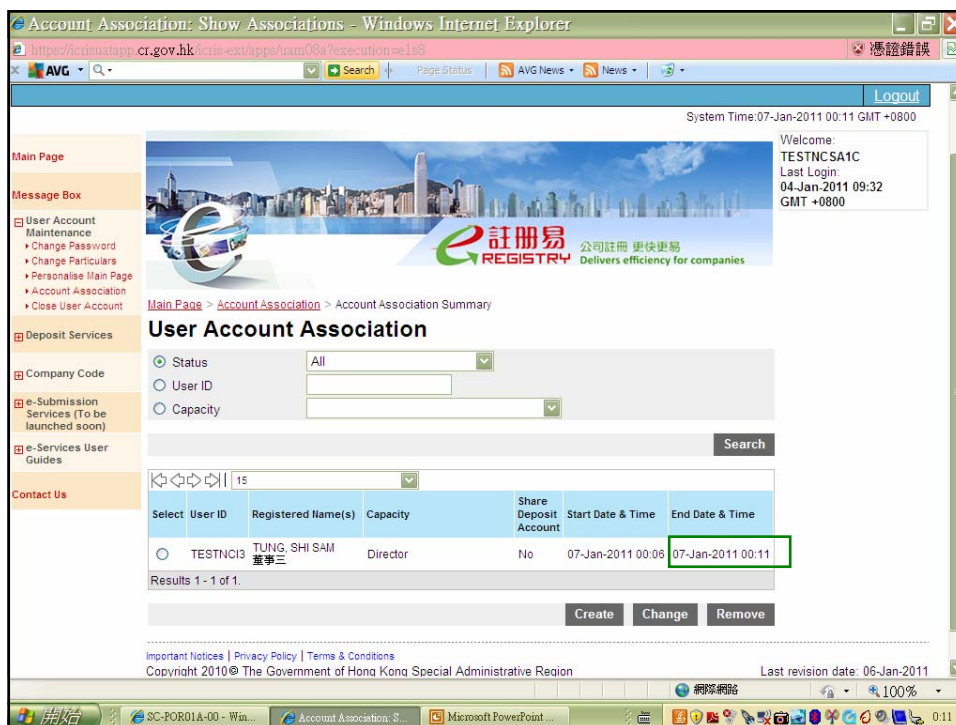 Account Association: Show Associations - Windows Internet Explorer
https://icrisuatapp.cr.gov.hk/icris-ext/apps/uam08a?execution=e1s8
憑證錯誤
AVG
Search
Page Status
AVG News
News
Logout
System Time:07-Jan-2011 00:11 GMT +0800
Welcome:
TESTNCSA1C
Last Login:
04-Jan-2011 09:32
GMT +0800
Main Page
Message Box
User Account
Maintenance
Change Password
Change Particulars
Personalise Main Page
Account Association
Close User Account
Deposit Services
Company Code
e-Submission
Services (To be
launched soon)
e-Services User
Guides
Contact Us
註冊易
公司註冊 更快更易
REGISTRY
Delivers efficiency for companies
Main Page > Account Association > Account Association Summary
User Account Association
Status All
User ID
Capacity
Search
15
Select User ID Registered Name(s) Capacity Share Deposit Account Start Date & Time End Date & Time
TESTNCI3 TUNG, SHI SAM 董事三 Director No 07-Jan-2011 00:06 07-Jan-2011 00:11
Results 1 - 1 of 1.
Create Change Remove
Important Notices | Privacy Policy | Terms & Conditions
Copyright 2010© The Government of Hong Kong Special Administrative Region
Last revision date: 06-Jan-2011
網際網路
100%
開始
SC-POR01A-00 - Win...
Account Association: S...
Microsoft PowerPoint ...
0:11